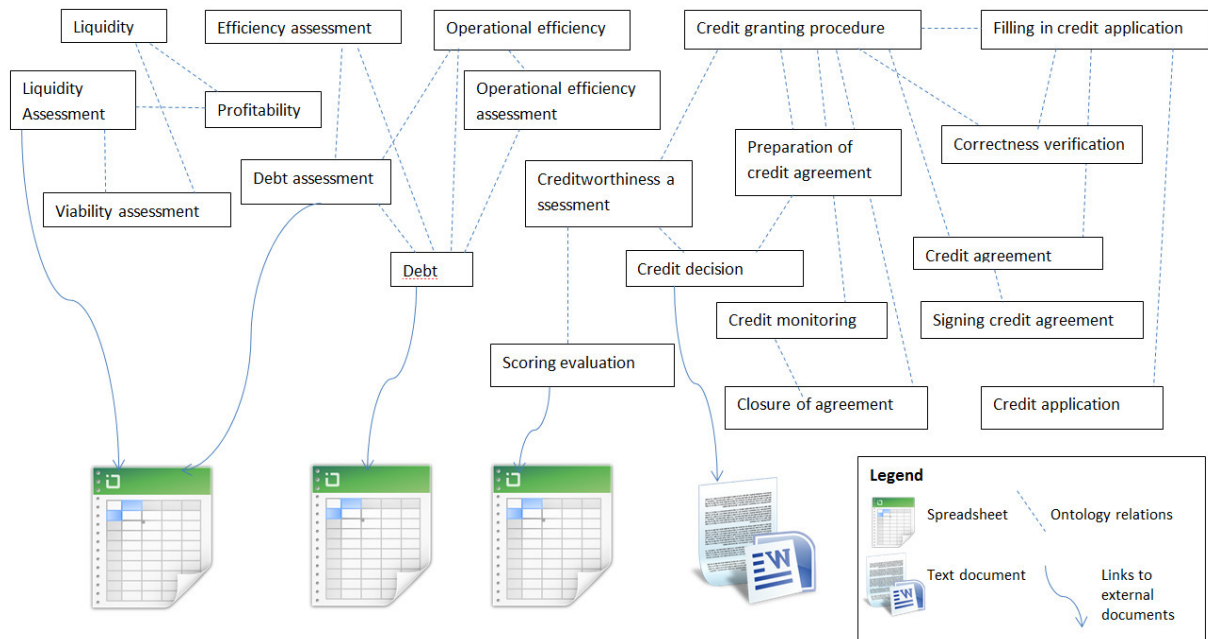 Liquidity
Efficiency assessment
Operational efficiency
Credit granting procedure
Filling in credit application
Liquidity
Assessment
Profitability
Operational efficiency
assessment
Preparation of
credit agreement
Correctness verification
Debt assessment
Creditworthiness a
ssessment
Viability assessment
Debt
Credit decision
Credit agreement
Credit monitoring
Signing credit agreement
Scoring evaluation
Closure of agreement
Credit application
Legend
Spreadsheet
Ontology relations
Text document
Links to
external
documents
W
W